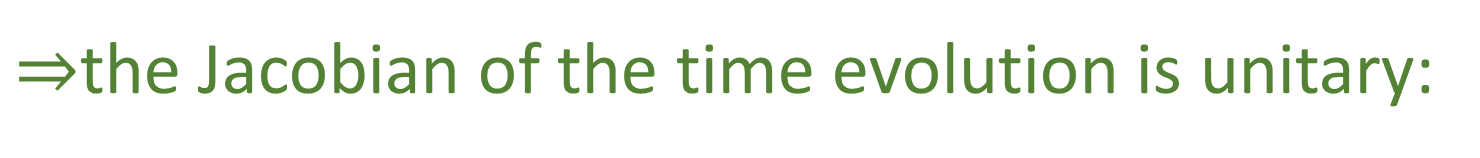 ⇒the Jacobian of the time evolution is unitary: